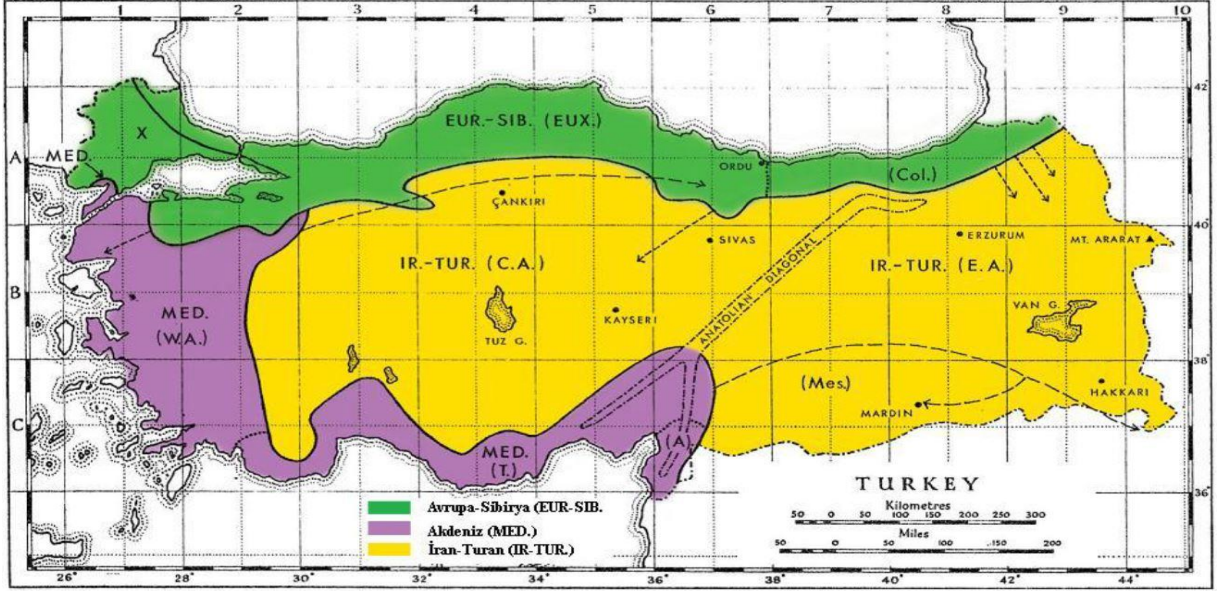 1 2 3 4 5 6 7 8 9 10
42°
EUR.-SIB. (EUX.)
X
A
MED.
ORDU
(Col.)
ÇANKIRI
40°
SIVAS
ERZURUM
MT. ARARAT
IR.-TUR. (C.A.)
ANATOLIAN DIAGONAL
IR.-TUR. (E.A.)
B
MED.
(W.A.)
TUZ G.
KAYSERI
VAN G.
38°
(Mes.)
HAKKARI
MARDIN
C
MED.
(T.)
(A)
36°
TURKEY
Kilometres
50 0 50 100 150 200 250 300
Miles
50 0 50 100 150 200
Avrupa-Sibirya (EUR-SIB.
Akdeniz (MED.)
İran-Turan (IR-TUR.)
26° 28° 30° 32° 34° 36° 38° 40° 42° 44°